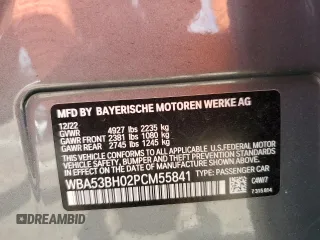 MFD BY BAYERISCHE MOTOREN WERKE AG
12/22
GVWR 4927 lbs 2235 kg
GAWR FRONT 2381 lbs 1080 kg
GAWR REAR 2745 lbs 1245 kg
THIS VEHICLE CONFORMS TO ALL APPLICABLE U.S.FEDERAL MOTOR
VEHICLE SAFETY, BUMPER, AND THEFT PREVENTION STANDARDS IN
EFFECT ON THE DATE OF MANUFACTURE SHOWN ABOVE.
WBA53BH02PCM55841 TYPE: PASSENGER CAR
C4W/7
DREAMBID